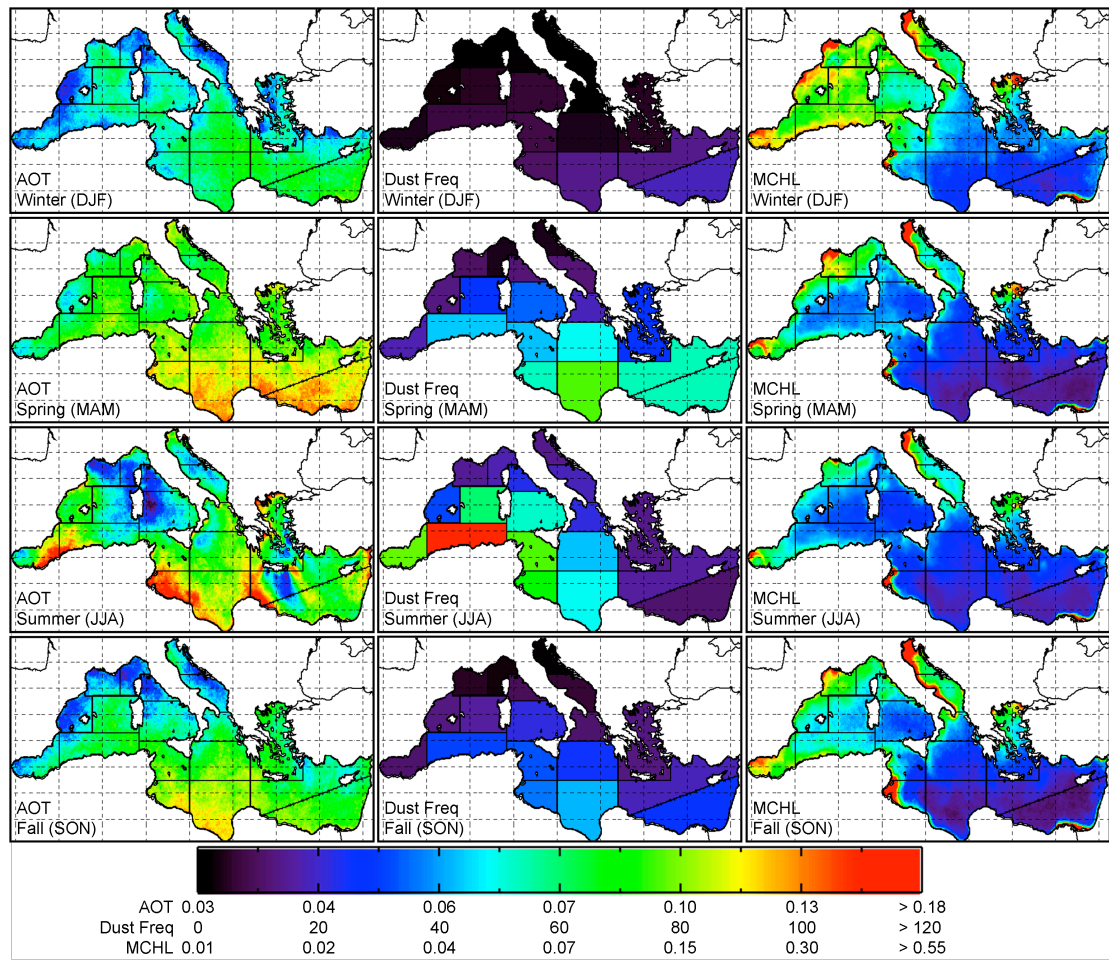 AOT
Winter (DJF)
Dust Freq
Winter (DJF)
MCHL
Winter (DJF)
AOT
Spring (MAM)
Dust Freq
Spring (MAM)
MCHL
Spring (MAM)
AOT
Summer (JJA)
Dust Freq
Summer (JJA)
MCHL
Summer (JJA)
AOT
Fall (SON)
Dust Freq
Fall (SON)
MCHL
Fall (SON)
AOT 0.03 0.04 0.06 0.07 0.10 0.13 > 0.18
Dust Freq 0 20 40 60 80 100 > 120
MCHL 0.01 0.02 0.04 0.07 0.15 0.30 > 0.55